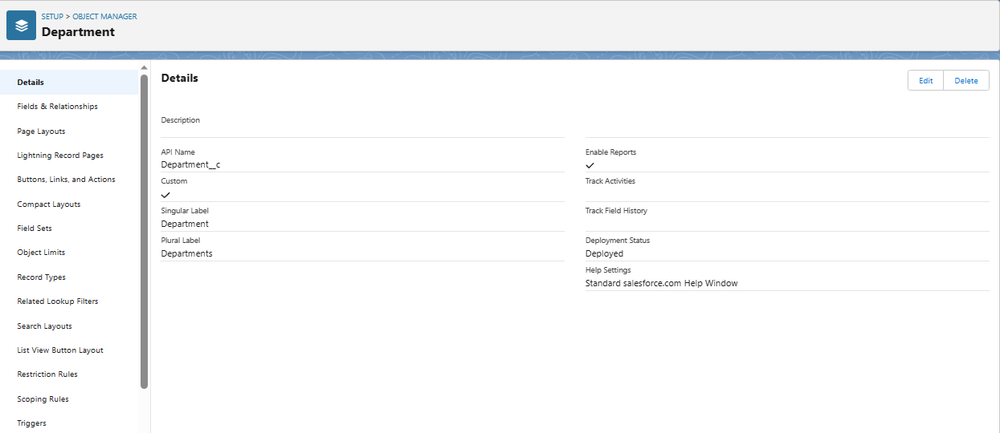 SETUP > OBJECT MANAGER
Department
Details
Fields & Relationships
Page Layouts
Lightning Record Pages
Buttons, Links, and Actions
Compact Layouts
Field Sets
Object Limits
Record Types
Related Lookup Filters
Search Layouts
List View Button Layout
Restriction Rules
Scoping Rules
Triggers
Details
Edit
Delete
Description
API Name
Department__c
Custom
Singular Label
Department
Plural Label
Departments
Enable Reports
Track Activities
Track Field History
Deployment Status
Deployed
Help Settings
Standard salesforce.com Help Window